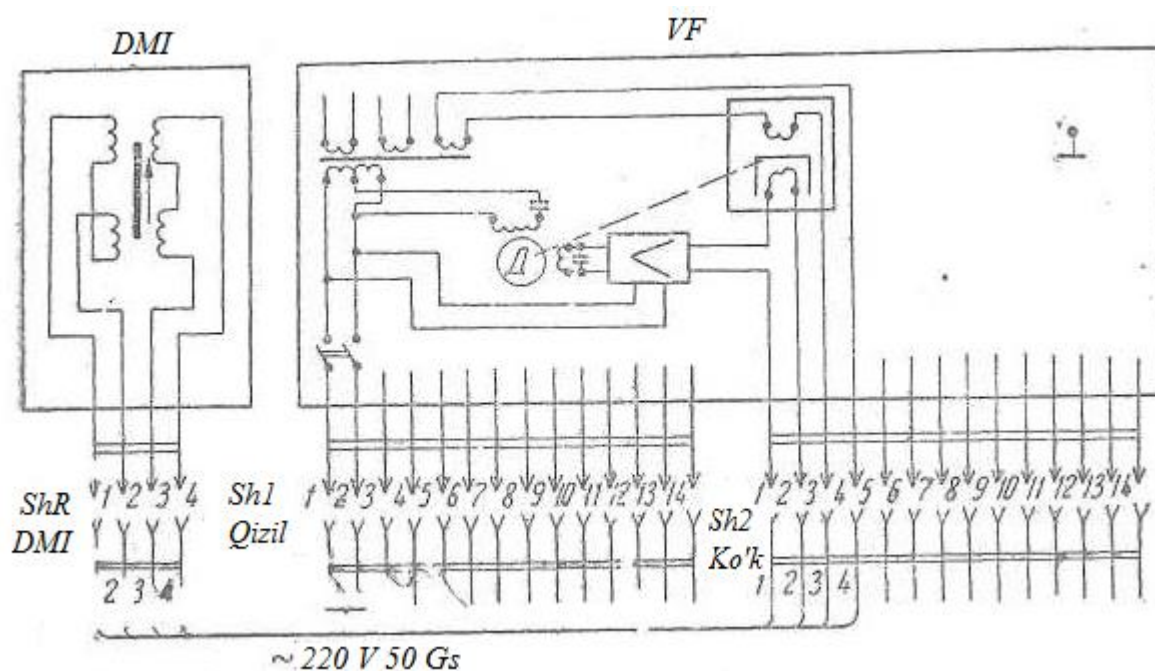 DMI
VF
Д
ShR 1 2 3 4
DMI
Sh1 1 2 3 4 5 6 7 8 9 10 11 12 13 14
Qizil
Sh2 1 2 3 4 5 6 7 8 9 10 11 12 13 14
Ko'k
2 3 4
1 2 3 4
~ 220 V 50 Gs